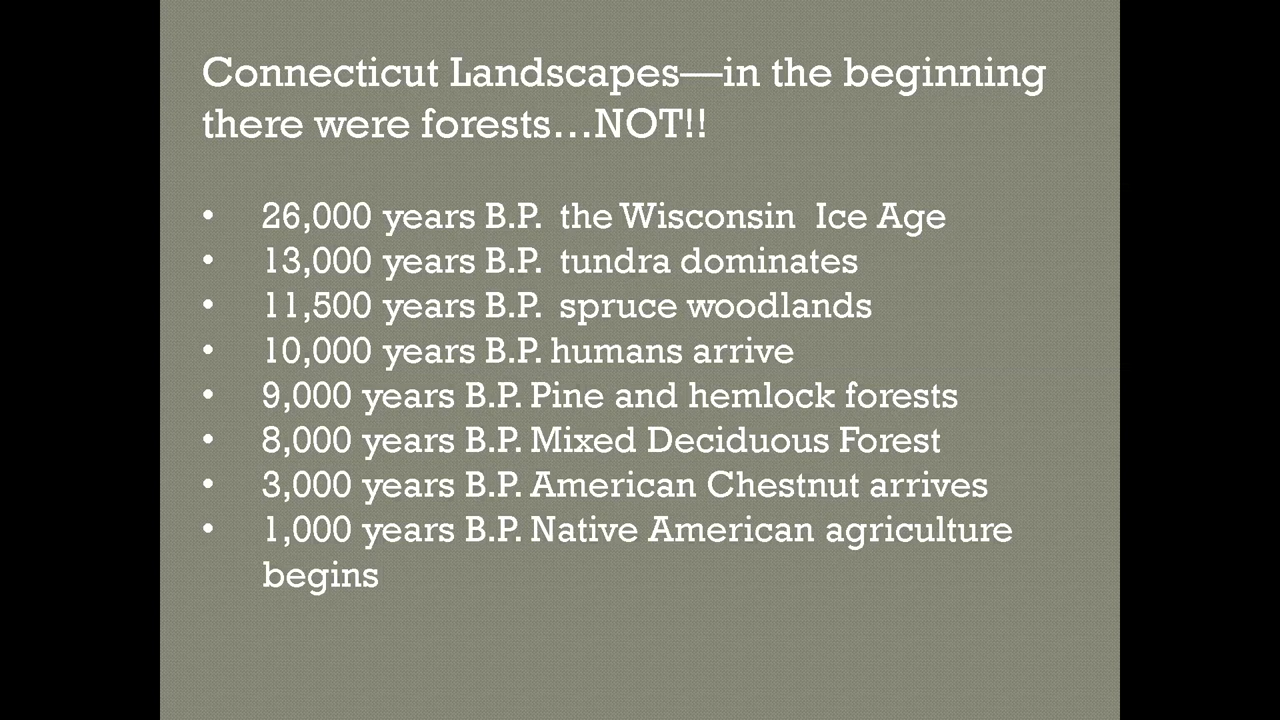 Connecticut Landscapes—in the beginning
there were forests…NOT!!
• 26,000 years B.P. the Wisconsin Ice Age
• 13,000 years B.P. tundra dominates
• 11,500 years B.P. spruce woodlands
• 10,000 years B.P. humans arrive
• 9,000 years B.P. Pine and hemlock forests
• 8,000 years B.P. Mixed Deciduous Forest
• 3,000 years B.P. American Chestnut arrives
• 1,000 years B.P. Native American agriculture
begins